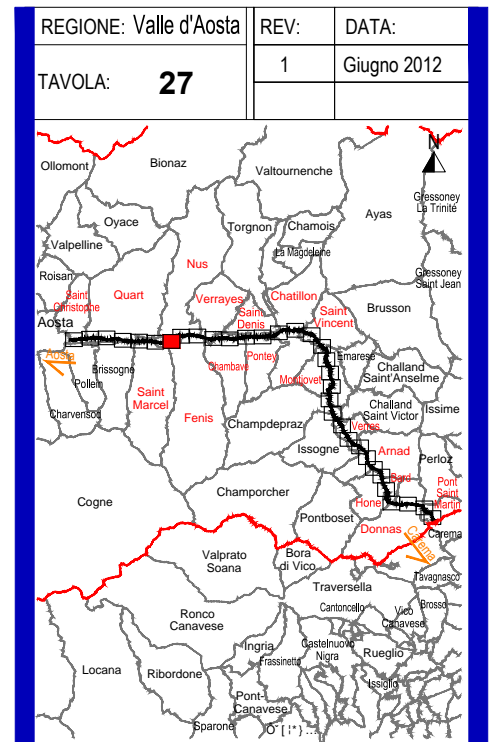 REGIONE: Valle d'Aosta
REV:
DATA:
TAVOLA: 27
1
Giugno 2012
N
Ollomont
Bionaz
Valtournenche
Ayas
Gressoney
La Trinité
Oyace
Torgnon
Chamois
Valpelline
La Magdeleine
Nus
Roisan
Gressoney
Saint Jean
Saint
Christophe
Quart
Verrayes
Chatillon
Brusson
Saint
Denis
Saint
Vincent
Aosta
Aosta
Brissogne
Pollein
Chambave
Pontey
Emarese
Challand
Saint'Anselme
Montjovet
Charvensod
Saint
Marcel
Fenis
Champdepraz
Challand
Saint Victor
Issime
Verres
Issogne
Arnad
Perloz
Bard
Pont
Saint
Martin
Cogne
Champorcher
Hone
Pontboset
Donnas
Carema
Carema
Valprato
Soana
Bora
di Vico
Tavagnasco
Traversella
Ronco
Canavese
Cantoncello
Vico
Canavese
Brosso
Ingria
Castelnuovo
Nigra
Rueglio
Frassinetto
Locana
Ribordone
Issiglio
Pont-
Canavese
Sparone